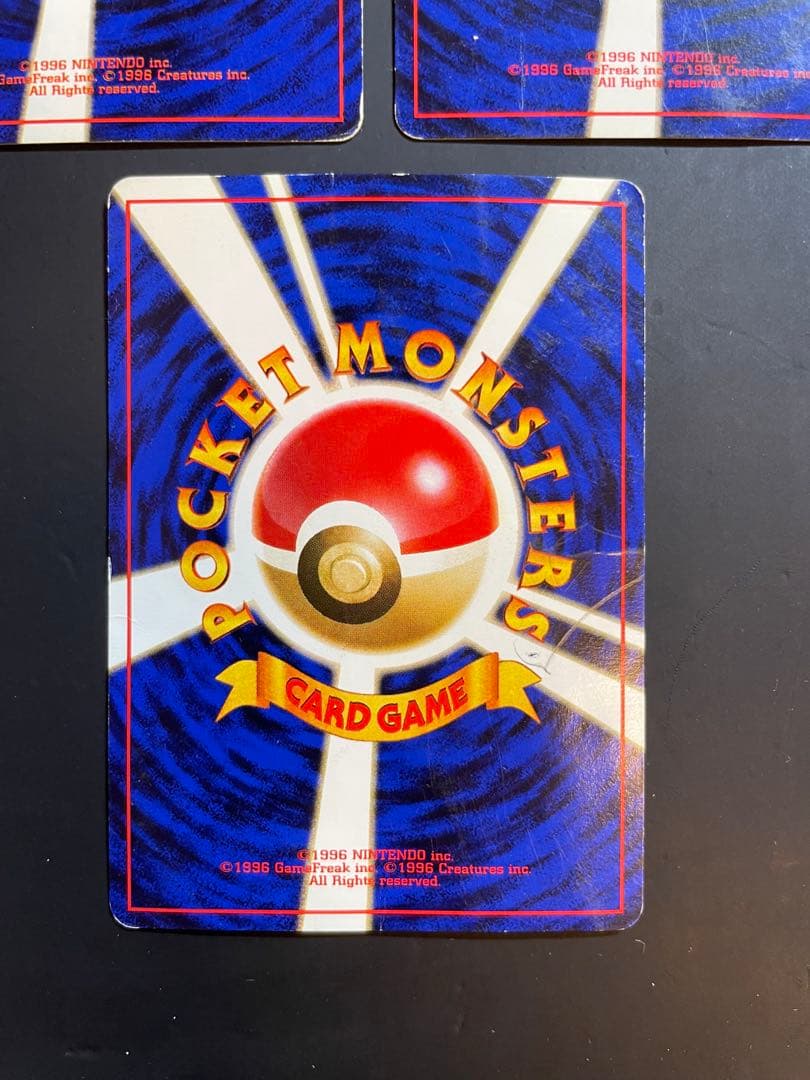 ©1996 NINTENDO inc.
GameFreak inc. ©1996 Creatures inc.
All Rights reserved.
©1996 NINTENDO inc.
©1996 GameFreak inc. ©1996 Creatures in
All Rights reserved.
POCKET MONSTERS
CARD GAME
©1996 NINTENDO inc.
©1996 GameFreak inc. ©1996 Creatures inc.
All Rights reserved.